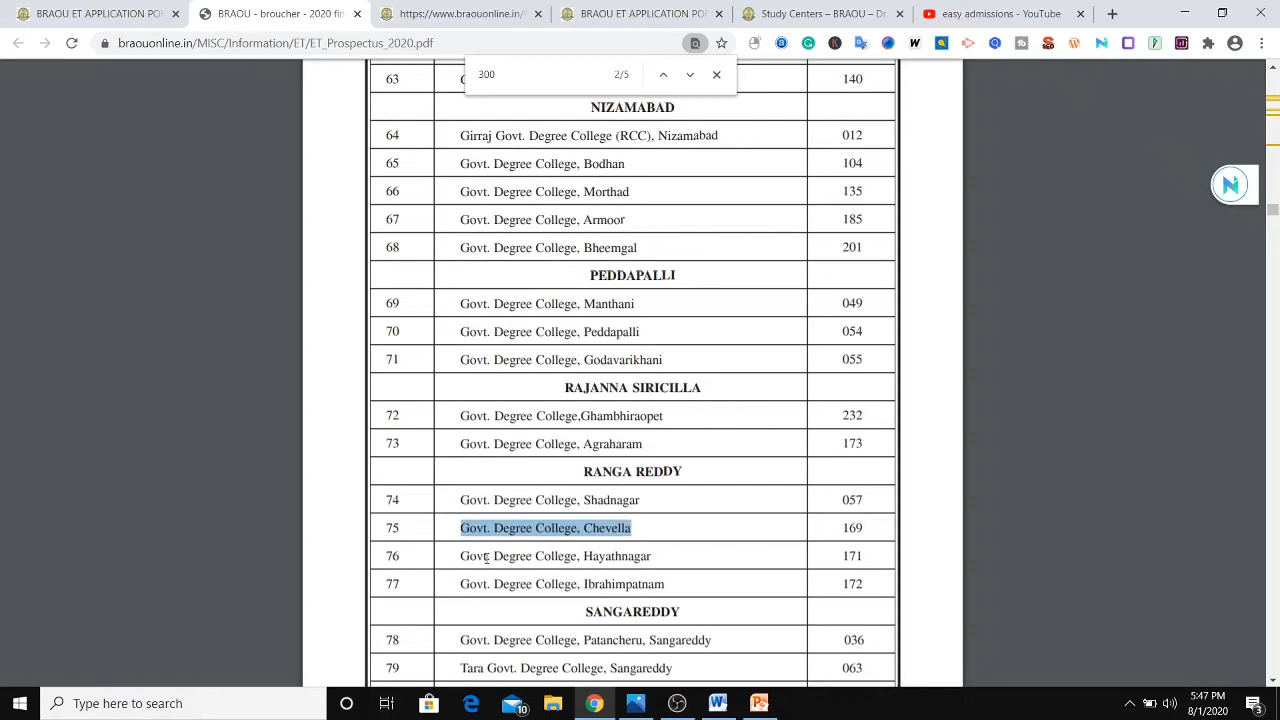 BRAOU ET APPLICATION POR
BRAOU - broucher - 2020 fin
https://www.braouonline.in/
BRAOU ET APPLICATION POR
Study Centers – BRAOU – Dr.
easy admissions - YouTube
braouonline.in/MISC/Information/ET/ET_Prospectus_2020.pdf
300 2/5
63 140
NIZAMABAD
64 Girraj Govt. Degree College (RCC), Nizamabad 012
65 Govt. Degree College, Bodhan 104
66 Govt. Degree College, Morthad 135
67 Govt. Degree College, Armoor 185
68 Govt. Degree College, Bheemgal 201
PEDDAPALLI
69 Govt. Degree College, Manthani 049
70 Govt. Degree College, Peddapalli 054
71 Govt. Degree College, Godavarikhani 055
RAJANNA SIRICILLA
72 Govt. Degree College,Ghambhiraopet 232
73 Govt. Degree College, Agraharam 173
RANGA REDDY
74 Govt. Degree College, Shadnagar 057
75 Govt. Degree College, Chevella 169
76 Govt. Degree College, Hayathnagar 171
77 Govt. Degree College, Ibrahimpatnam 172
SANGAREDDY
78 Govt. Degree College, Patancheru, Sangareddy 036
79 Tara Govt. Degree College, Sangareddy 063
Type here to search
10
5:47 PM
8/1/2020
3